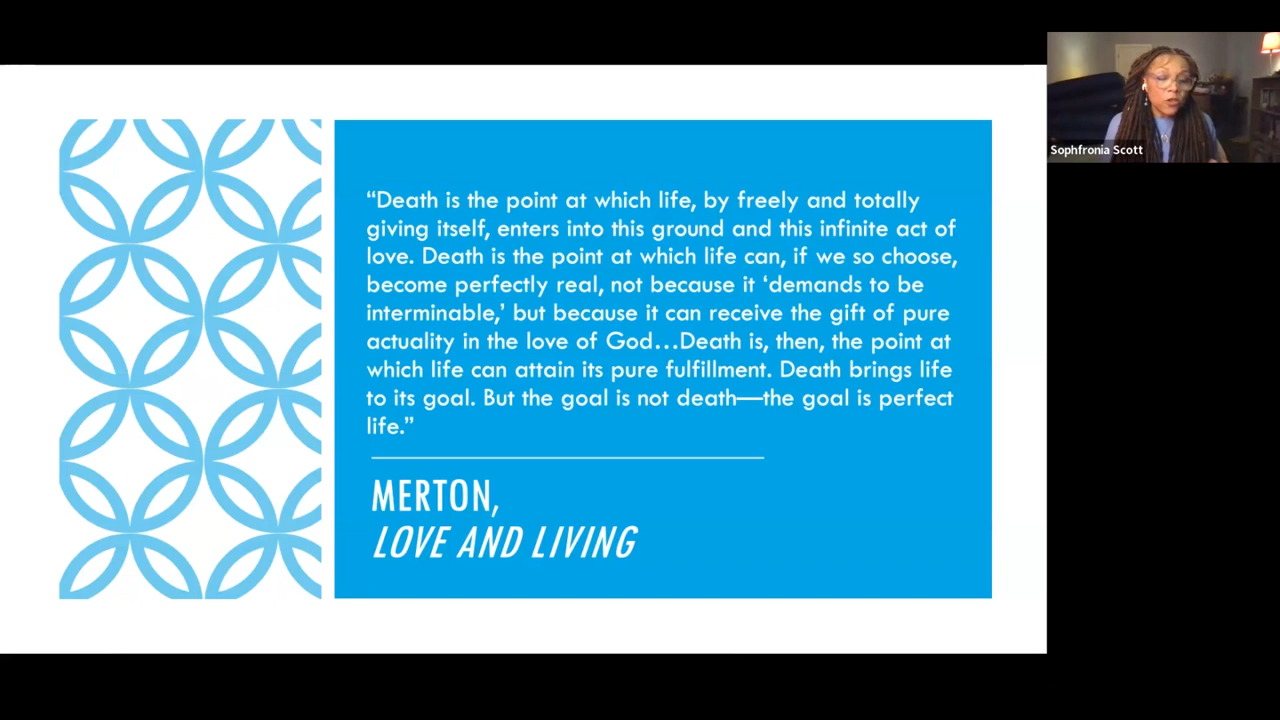 “Death is the point at which life, by freely and totally
giving itself, enters into this ground and this infinite act of
love. Death is the point at which life can, if we so choose,
become perfectly real, not because it ‘demands to be
interminable,’ but because it can receive the gift of pure
actuality in the love of God…Death is, then, the point at
which life can attain its pure fulfillment. Death brings life
to its goal. But the goal is not death—the goal is perfect
life.”
MERTON,
LOVE AND LIVING
Sophfronia Scott